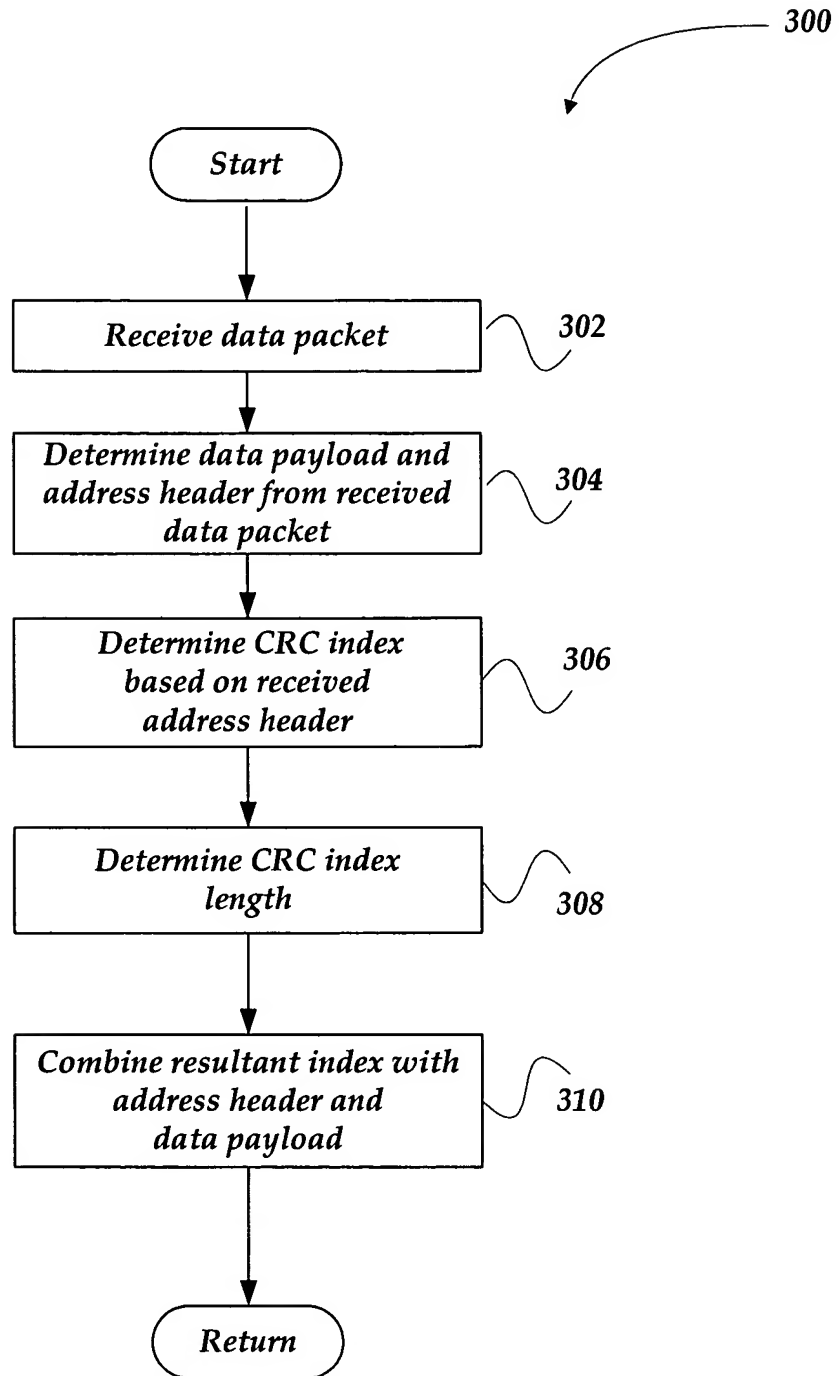 300
Start
Receive data packet
302
Determine data payload and
address header from received
data packet
304
Determine CRC index
based on received
address header
306
Determine CRC index
length
308
Combine resultant index with
address header and
data payload
310
Return